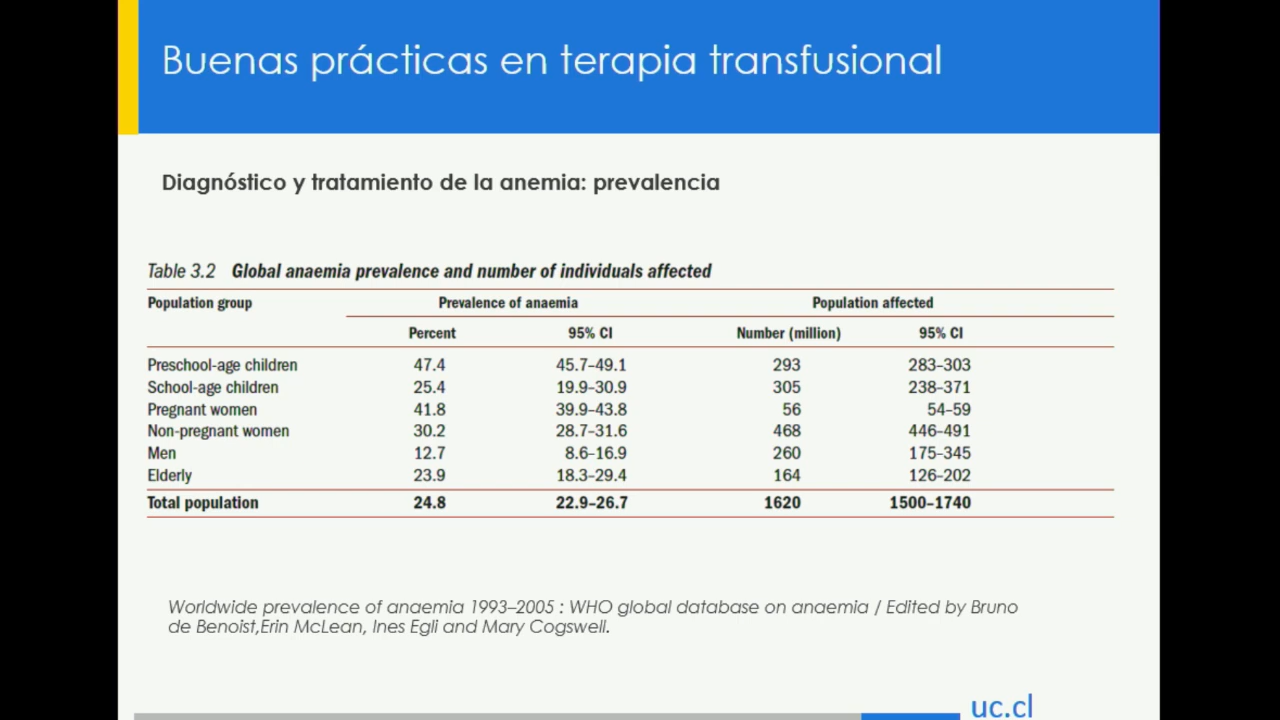 Buenas prácticas en terapia transfusional
Diagnóstico y tratamiento de la anemia: prevalencia
Table 3.2 Global anaemia prevalence and number of individuals affected
Population group Prevalence of anaemia Population affected
Percent 95% CI Number (million) 95% CI
Preschool-age children 47.4 45.7–49.1 293 283–303
School-age children 25.4 19.9–30.9 305 238–371
Pregnant women 41.8 39.9–43.8 56 54–59
Non-pregnant women 30.2 28.7–31.6 468 446–491
Men 12.7 8.6–16.9 260 175–345
Elderly 23.9 18.3–29.4 164 126–202
Total population 24.8 22.9–26.7 1620 1500–1740
Worldwide prevalence of anaemia 1993–2005 : WHO global database on anaemia / Edited by Bruno
de Benoist,Erin McLean, Ines Egli and Mary Cogswell.
uc.cl